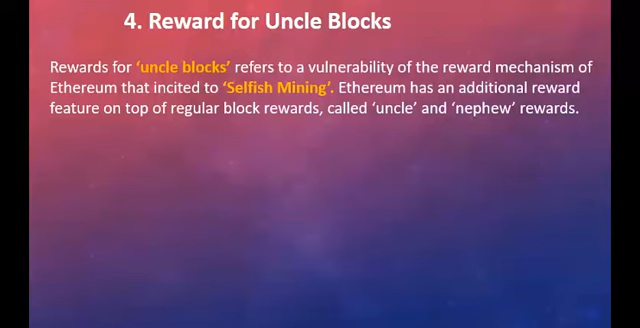 4. Reward for Uncle Blocks
Rewards for ‘uncle blocks’ refers to a vulnerability of the reward mechanism of
Ethereum that incited to ‘Selfish Mining’. Ethereum has an additional reward
feature on top of regular block rewards, called ‘uncle’ and ‘nephew’ rewards.